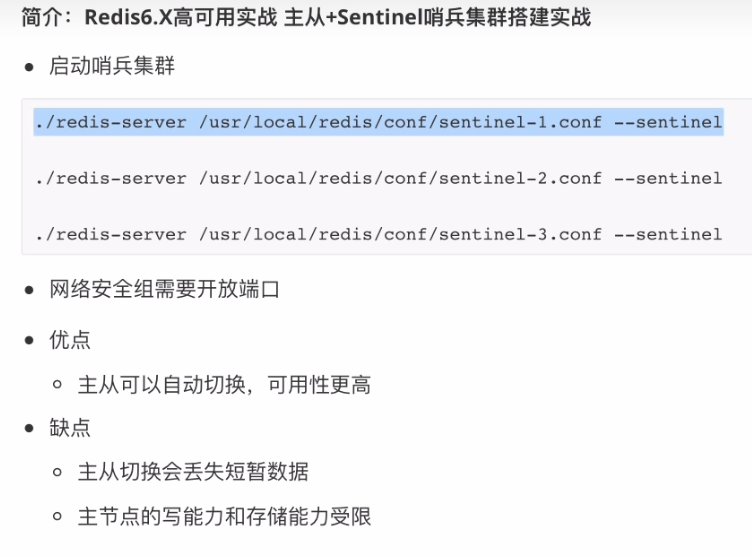 简介：Redis6.X高可用实战 主从+Sentinel哨兵集群搭建实战
启动哨兵集群
./redis-server /usr/local/redis/conf/sentinel-1.conf --sentinel
./redis-server /usr/local/redis/conf/sentinel-2.conf --sentinel
./redis-server /usr/local/redis/conf/sentinel-3.conf --sentinel
网络安全组需要开放端口
优点
主从可以自动切换，可用性更高
缺点
主从切换会丢失短暂数据
主节点的写能力和存储能力受限